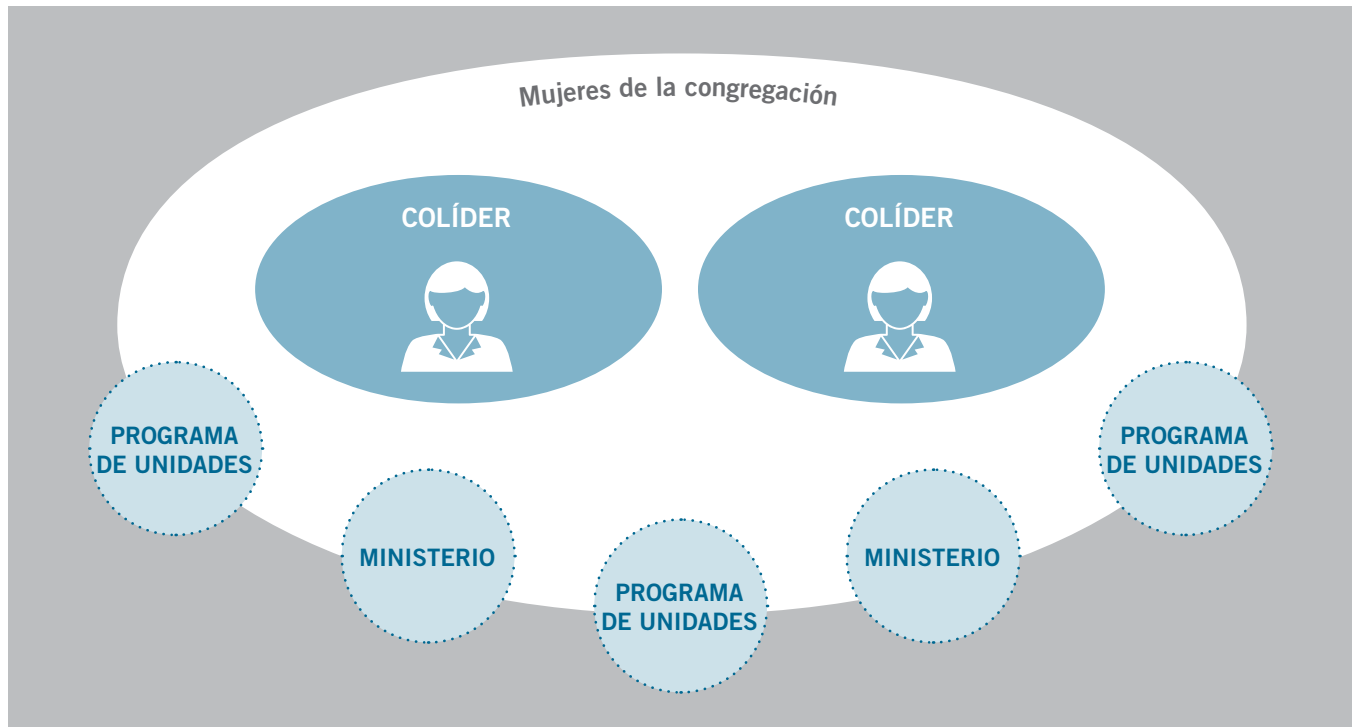 Mujeres de la congregación
COLÍDER
COLÍDER
PROGRAMA
DE UNIDADES
MINISTERIO
PROGRAMA
DE UNIDADES
MINISTERIO
PROGRAMA
DE UNIDADES